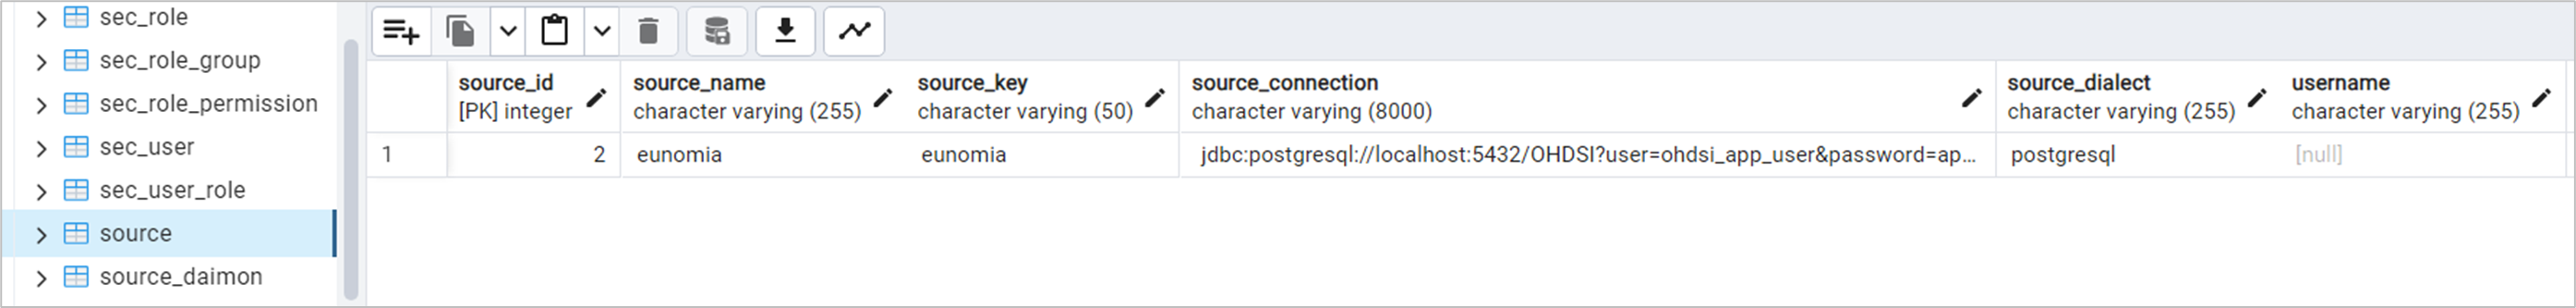 sec_role
sec_role_group
sec_role_permission
sec_user
sec_user_role
source
source_daimon
source_id source_name source_key source_connection source_dialect username
[PK] integer character varying (255) character varying (50) character varying (8000) character varying (255) character varying (255)
1 2 eunomia eunomia jdbc:postgresql://localhost:5432/OHDSI?user=ohdsi_app_user&password=ap... postgresql [null]